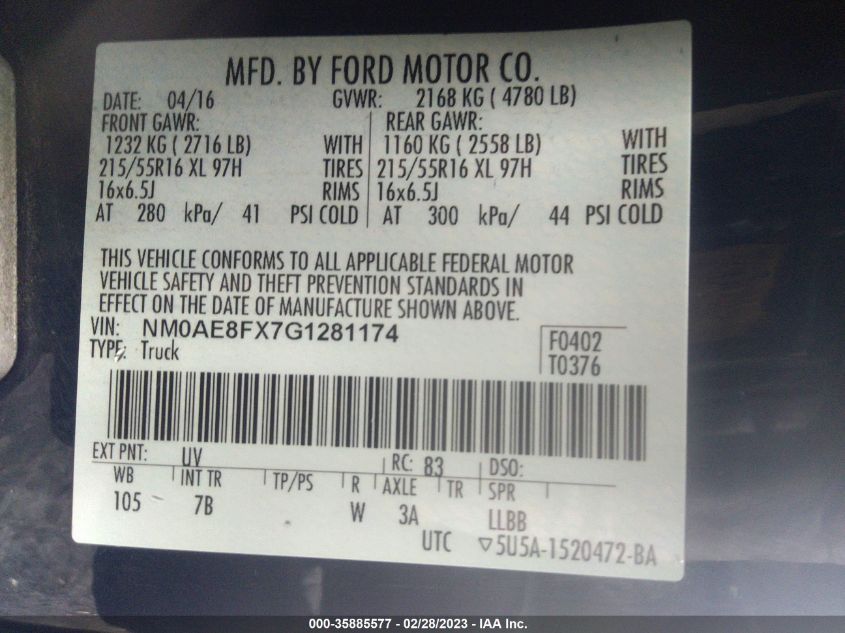 MFD. BY FORD MOTOR CO.
DATE: 04/16 GVWR: 2168 KG ( 4780 LB)
FRONT GAWR: REAR GAWR:
1232 KG ( 2716 LB) WITH 1160 KG ( 2558 LB) WITH
215/55R16 XL 97H TIRES 215/55R16 XL 97H TIRES
16x6.5J RIMS 16x6.5J RIMS
AT 280 kPa/ 41 PSI COLD AT 300 kPa/ 44 PSI COLD
THIS VEHICLE CONFORMS TO ALL APPLICABLE FEDERAL MOTOR
VEHICLE SAFETY AND THEFT PREVENTION STANDARDS IN
EFFECT ON THE DATE OF MANUFACTURE SHOWN ABOVE.
VIN: NM0AE8FX7G1281174
TYPE: Truck
F0402
T0376
EXT PNT: UV RC: 83 DSO:
WB INT TR TP/PS R AXLE TR SPR
105 7B W 3A LLBB
UTC ▽5U5A-1520472-BA
000-35885577 - 02/28/2023 - IAA Inc.